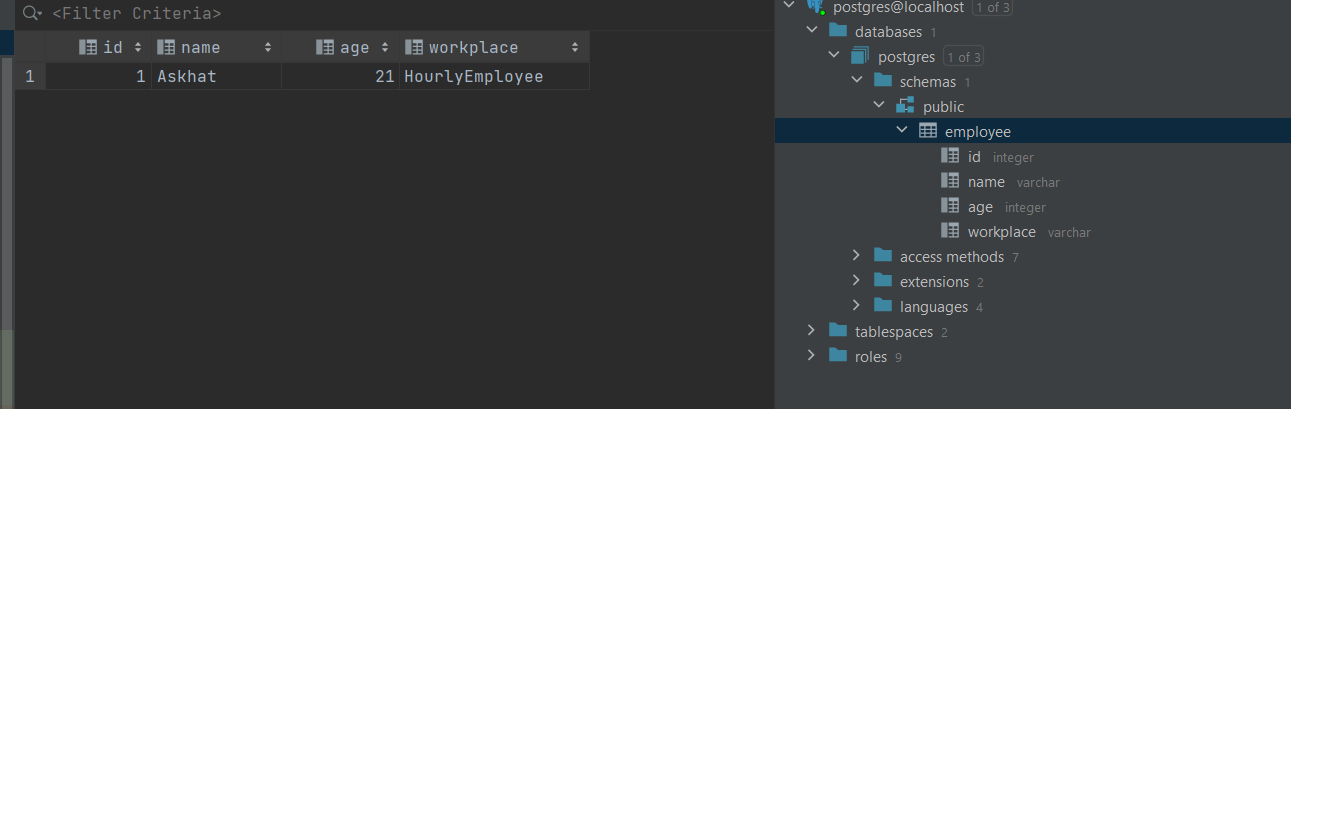 <Filter Criteria>
id name age workplace
1 1 Askhat 21 HourlyEmployee
postgres@localhost 1 of 3
databases 1
postgres 1 of 3
schemas 1
public
employee
id integer
name varchar
age integer
workplace varchar
access methods 7
extensions 2
languages 4
tablespaces 2
roles 9